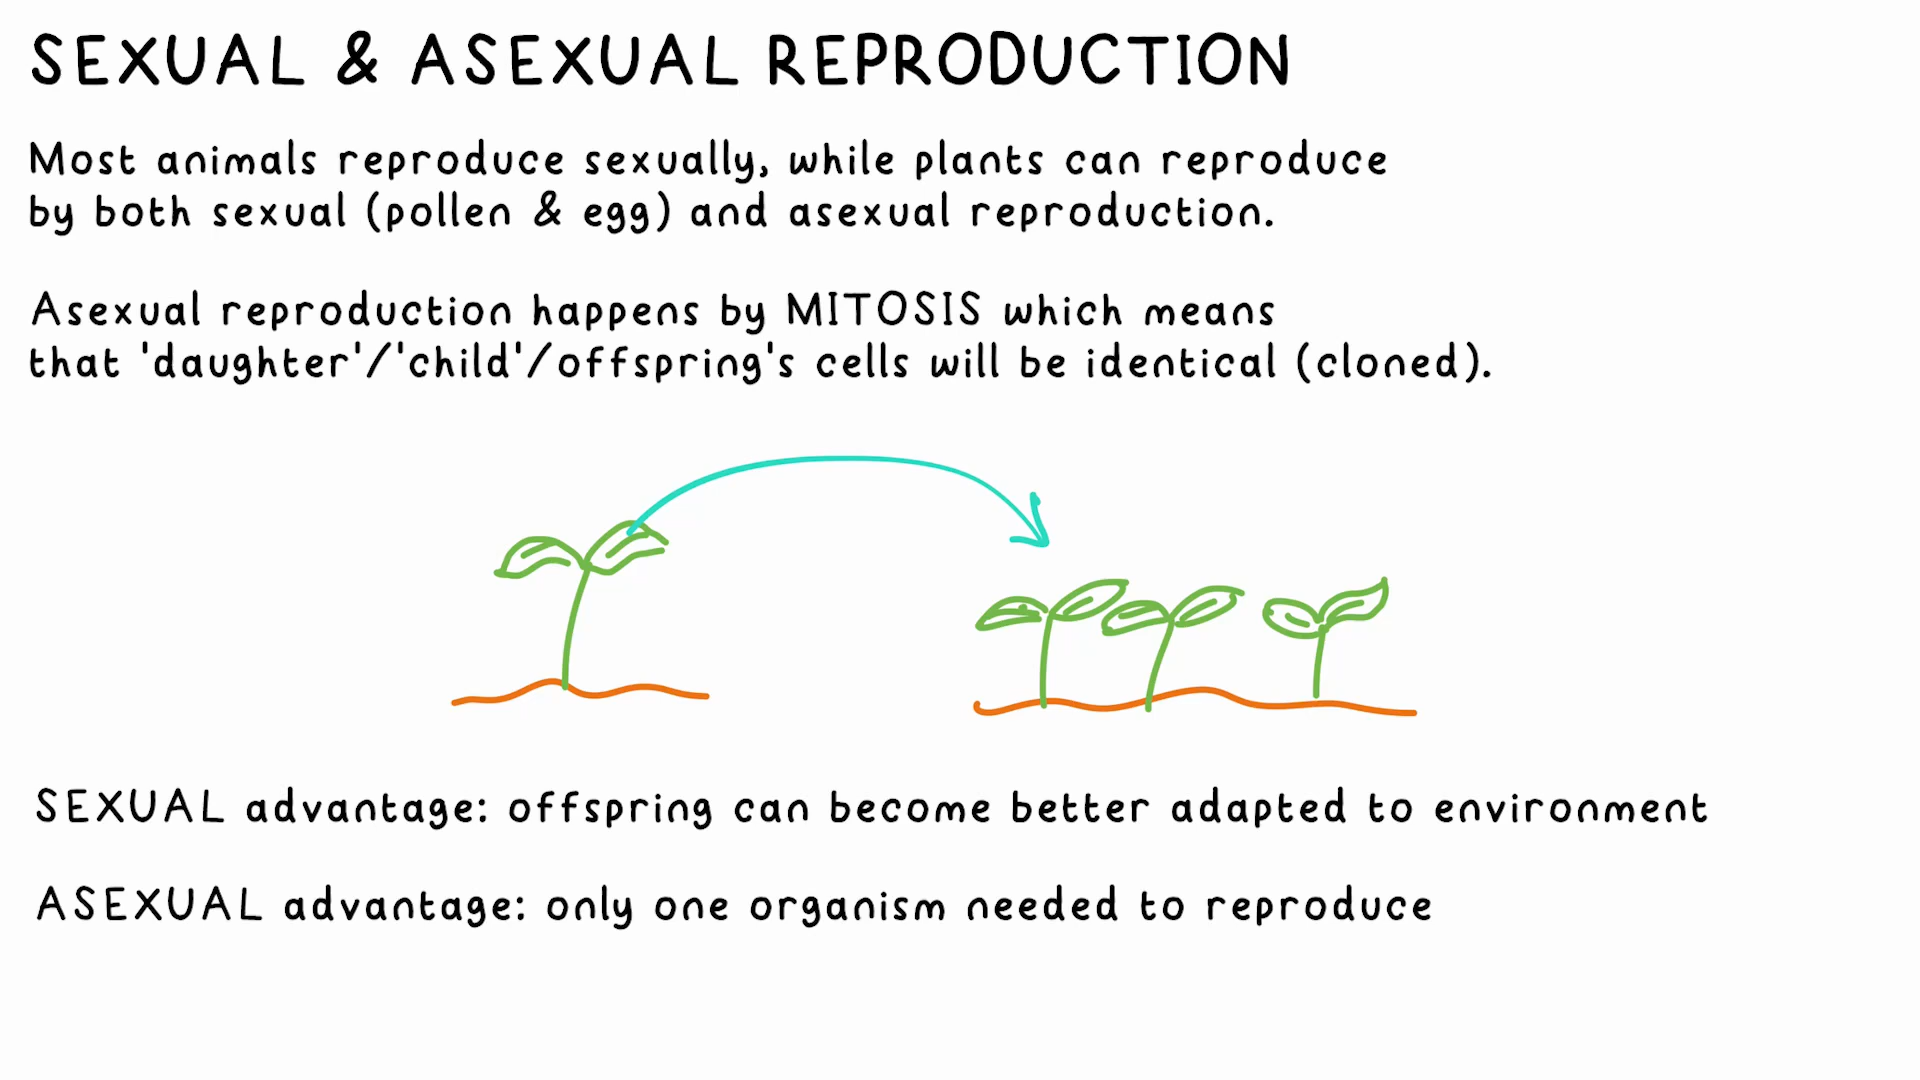 SEXUAL & ASEXUAL REPRODUCTION
Most animals reproduce sexually, while plants can reproduce
by both sexual (pollen & egg) and asexual reproduction.
Asexual reproduction happens by MITOSIS which means
that 'daughter'/'child'/offspring's cells will be identical (cloned).
SEXUAL advantage: offspring can become better adapted to environment
ASEXUAL advantage: only one organism needed to reproduce